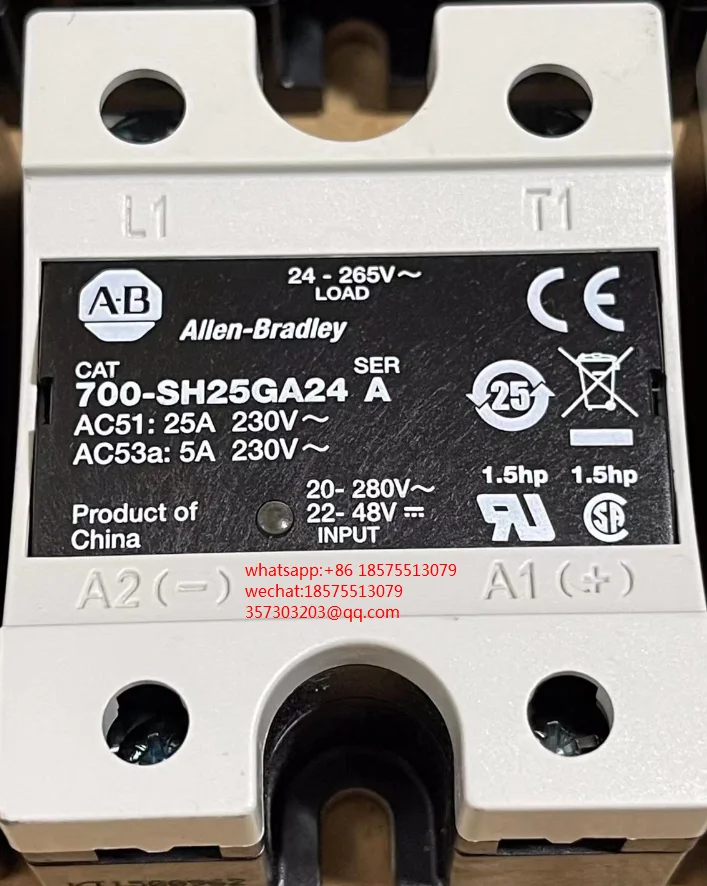 L1 T1
24 - 265V~
LOAD
A-B
Allen-Bradley
CE
CAT SER
700-SH25GA24 A
AC51: 25A 230V~
AC53a: 5A 230V~
25
1.5hp 1.5hp
20- 280V~
22- 48V⎓
INPUT
Product of
China
A2(-) A1(+)
whatsapp:+86 18575513079
wechat:18575513079
357303203@qq.com